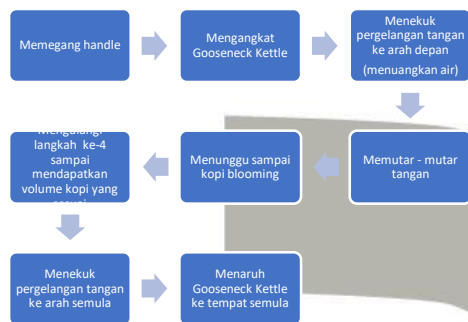 Memegang handle
Mengangkat
Gooseneck Kettle
Menekuk
pergelangan tangan
ke arah depan
(menuangkan air)
Memutar - mutar
tangan
Menunggu sampai
kopi blooming
Mengulangi
langkah ke-4
sampai
mendapatkan
volume kopi yang
Menekuk
pergelangan tangan
ke arah semula
Menaruh
Gooseneck Kettle
ke tempat semula